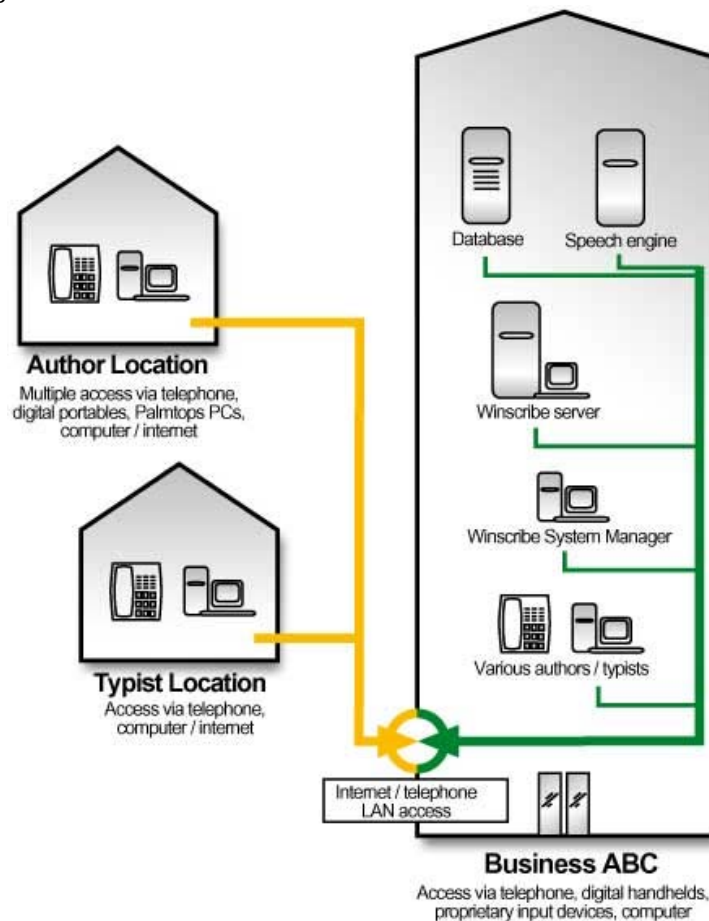 Database
Speech engine
Winscribe server
Author Location
Multiple access via telephone,
digital portables, Palmtops PCs,
computer / internet
Winscribe System Manager
Various authors / typists
Typist Location
Access via telephone,
computer / internet
Internet / telephone
LAN access
Business ABC
Access via telephone, digital handhelds,
proprietary input devices, computer